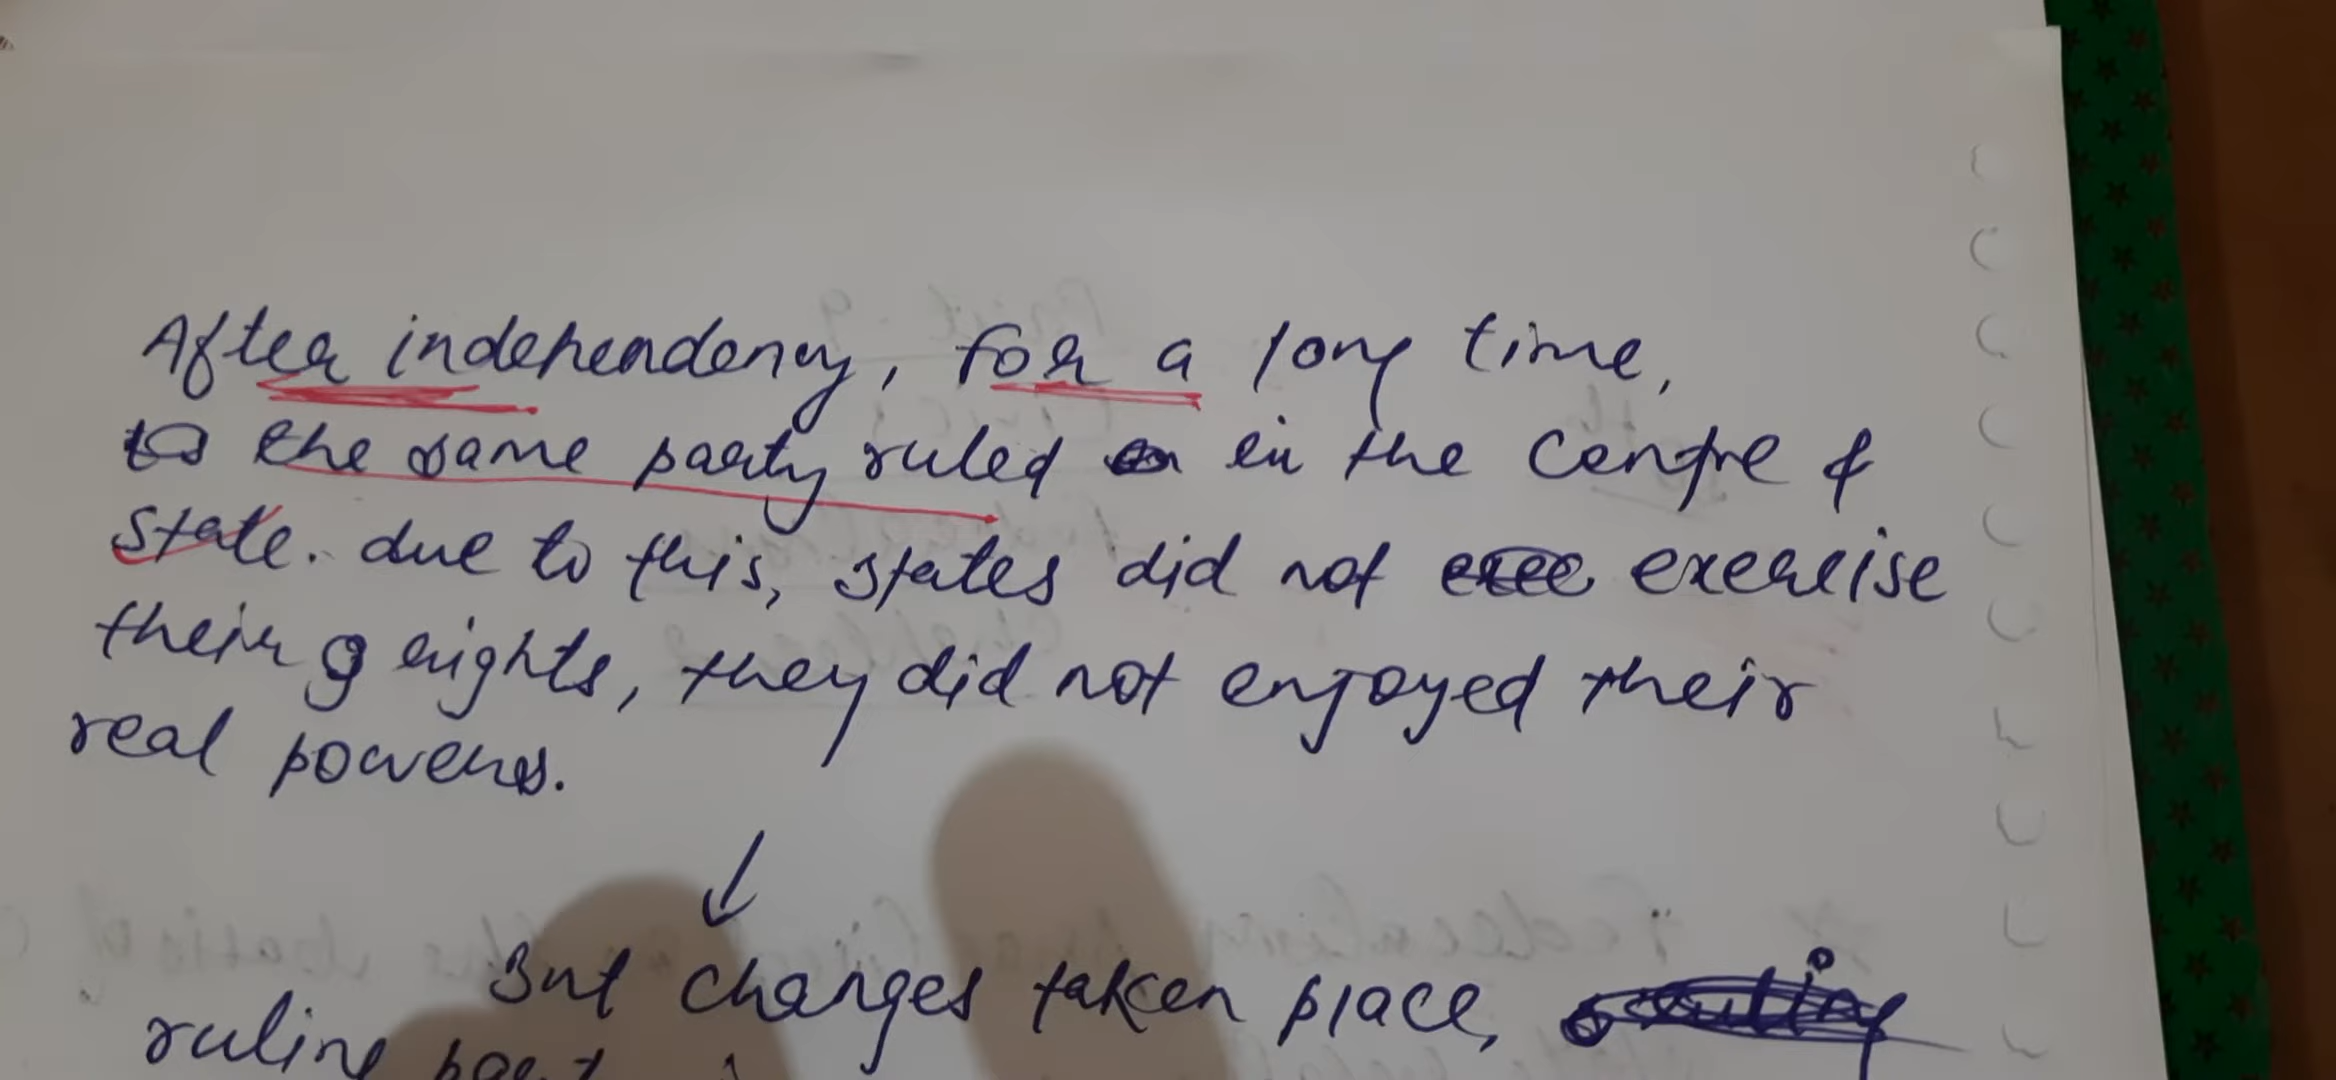 After independency, for a long time,
the same party ruled in the Centre &
State. due to this, states did not exercise
their rights, they did not enjoyed their
real powers.
↓
But changes taken place,
ruling